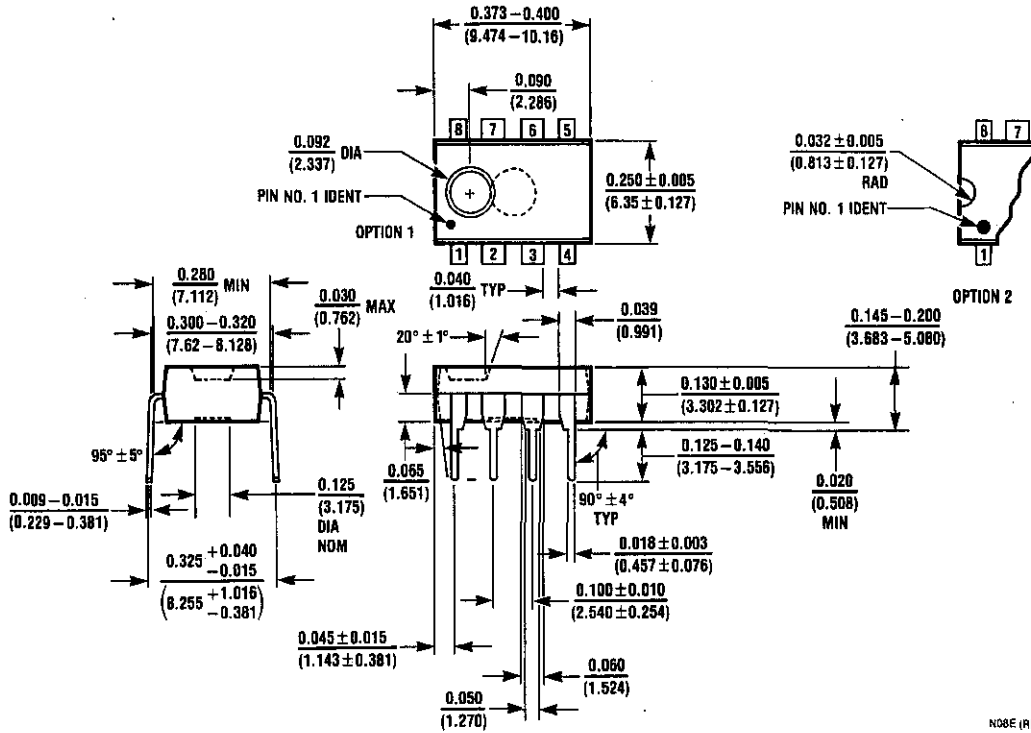 0.373–0.400
(9.474–10.16)
0.090
(2.286)
8 7 6 5
0.092 DIA
(2.337)
PIN NO. 1 IDENT
OPTION 1
1 2 3 4
0.250 ± 0.005
(6.35 ± 0.127)
0.032 ± 0.005
(0.813 ± 0.127)
RAD
PIN NO. 1 IDENT
8 7
1
OPTION 2
0.280 MIN
(7.112)
0.300–0.320
(7.62–8.128)
0.030 MAX
(0.762)
0.040 TYP
(1.016)
20° ± 1°
0.039
(0.991)
0.145–0.200
(3.683–5.080)
0.130 ± 0.005
(3.302 ± 0.127)
0.125–0.140
(3.175–3.556)
0.020
(0.508)
MIN
95° ± 5°
0.065
(1.651)
90° ± 4°
TYP
0.009–0.015
(0.229–0.381)
0.125
(3.175)
DIA
NOM
0.018 ± 0.003
(0.457 ± 0.076)
0.325 +0.040
–0.015
(8.255 +1.016
–0.381)
0.100 ± 0.010
(2.540 ± 0.254)
0.045 ± 0.015
(1.143 ± 0.381)
0.060
(1.524)
0.050
(1.270)
N08E (R